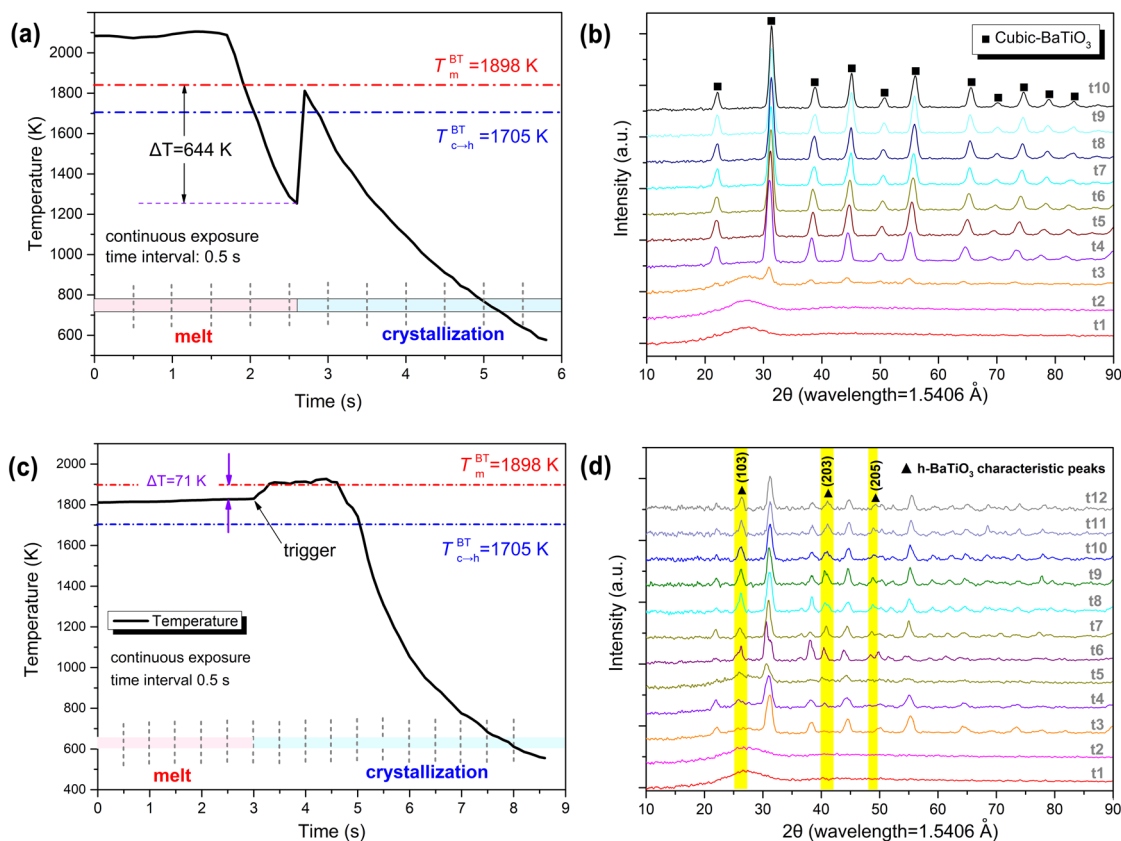 (a)
2000
1800
1600
1400
1200
1000
800
600
Temperature (K)
T_m^BT=1898 K
T_c→h^BT=1705 K
ΔT=644 K
continuous exposure
time interval: 0.5 s
melt
crystallization
0 1 2 3 4 5 6
Time (s)
(b)
■ Cubic-BaTiO3
Intensity (a.u.)
t10
t9
t8
t7
t6
t5
t4
t3
t2
t1
10 20 30 40 50 60 70 80 90
2θ (wavelength=1.5406 Å)
(c)
2000
1800
1600
1400
1200
1000
800
600
400
Temperature (K)
ΔT=71 K
T_m^BT=1898 K
T_c→h^BT=1705 K
trigger
Temperature
continuous exposure
time interval 0.5 s
melt
crystallization
0 1 2 3 4 5 6 7 8 9
Time (s)
(d)
(103)
(203)
(205)
▲ h-BaTiO3 characteristic peaks
Intensity (a.u.)
t12
t11
t10
t9
t8
t7
t6
t5
t4
t3
t2
t1
10 20 30 40 50 60 70 80 90
2θ (wavelength=1.5406 Å)